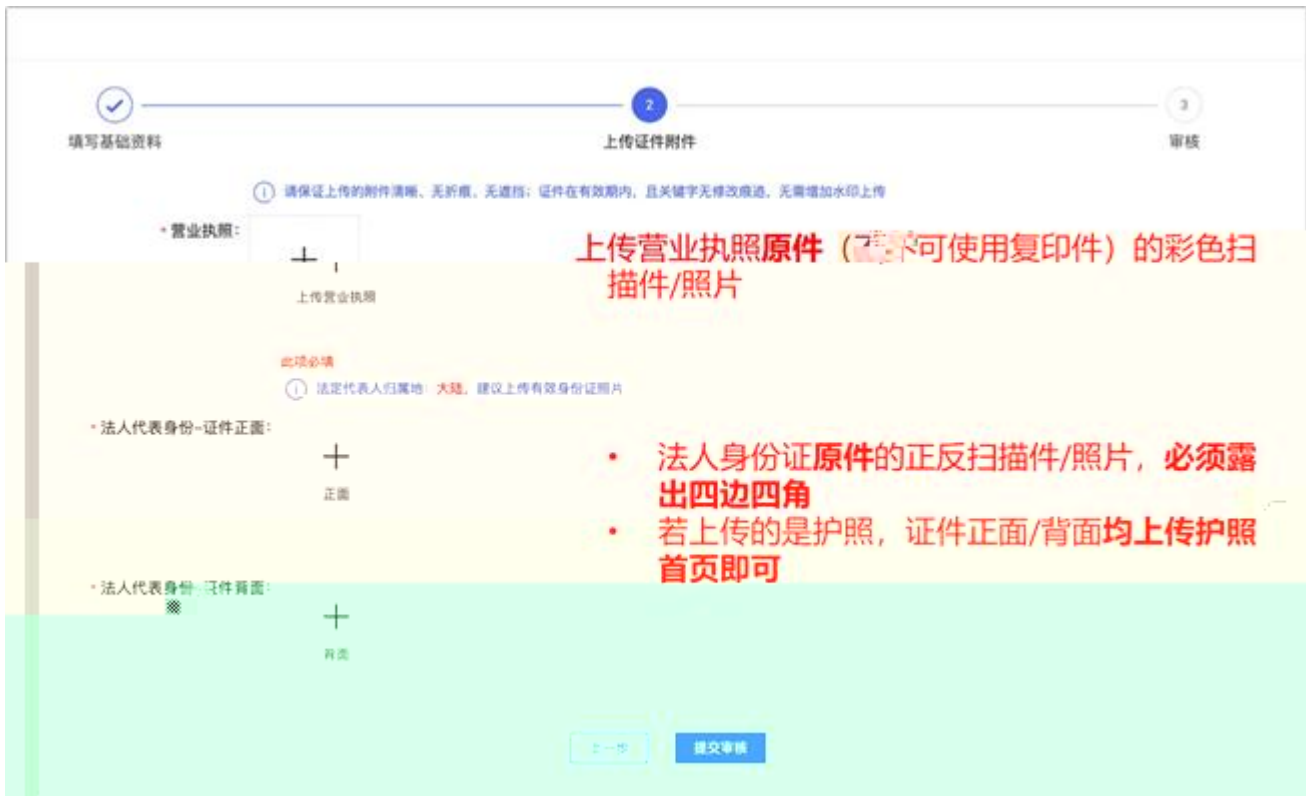 2
3
填写基础资料
上传证件附件
审核
请保证上传的附件清晰、无折痕、无遮挡；证件在有效期内，且关键字无修改痕迹，无需增加水印上传
*营业执照：
上传营业执照
上传营业执照原件（不可使用复印件）的彩色扫
描件/照片
此项必填
法定代表人归属地：大陆，建议上传有效身份证照片
*法人代表身份-证件正面：
正面
• 法人身份证原件的正反扫描件/照片，必须露
出四边四角
• 若上传的是护照，证件正面/背面均上传护照
首页即可
*法人代表身份-证件背面：
背面
上一步
提交审核